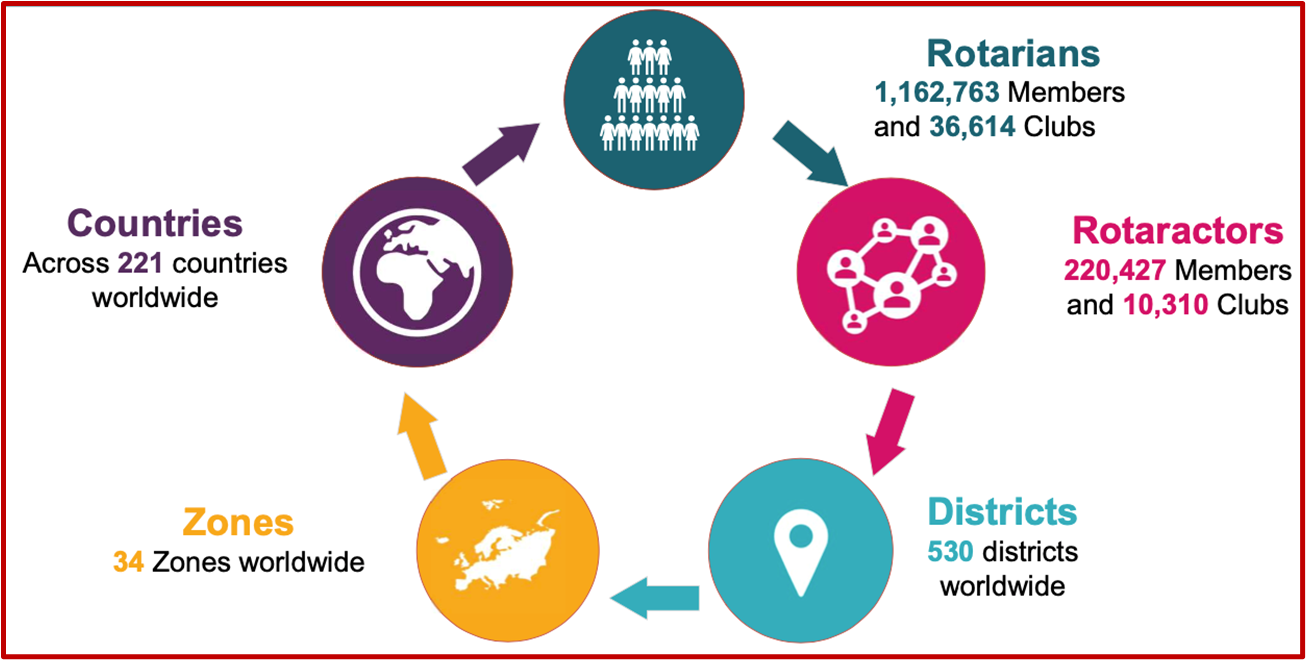 Rotarians
1,162,763 Members
and 36,614 Clubs
Rotaractors
220,427 Members
and 10,310 Clubs
Districts
530 districts
worldwide
Zones
34 Zones worldwide
Countries
Across 221 countries
worldwide